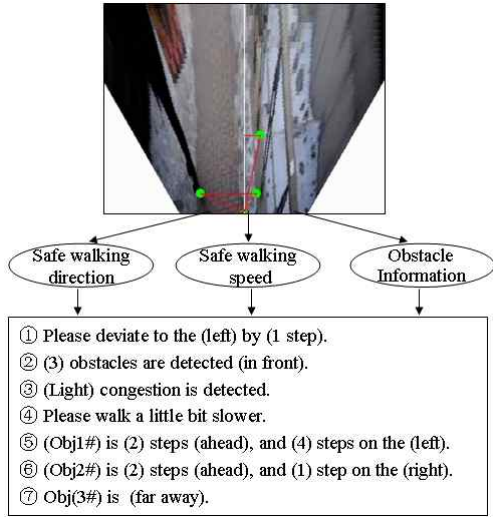 Safe walking
direction
Safe walking
speed
Obstacle
Information
① Please deviate to the (left) by (1 step).
② (3) obstacles are detected (in front).
③ (Light) congestion is detected.
④ Please walk a little bit slower.
⑤ (Obj1#) is (2) steps (ahead), and (4) steps on the (left).
⑥ (Obj2#) is (2) steps (ahead), and (1) step on the (right).
⑦ Obj(3#) is (far away).